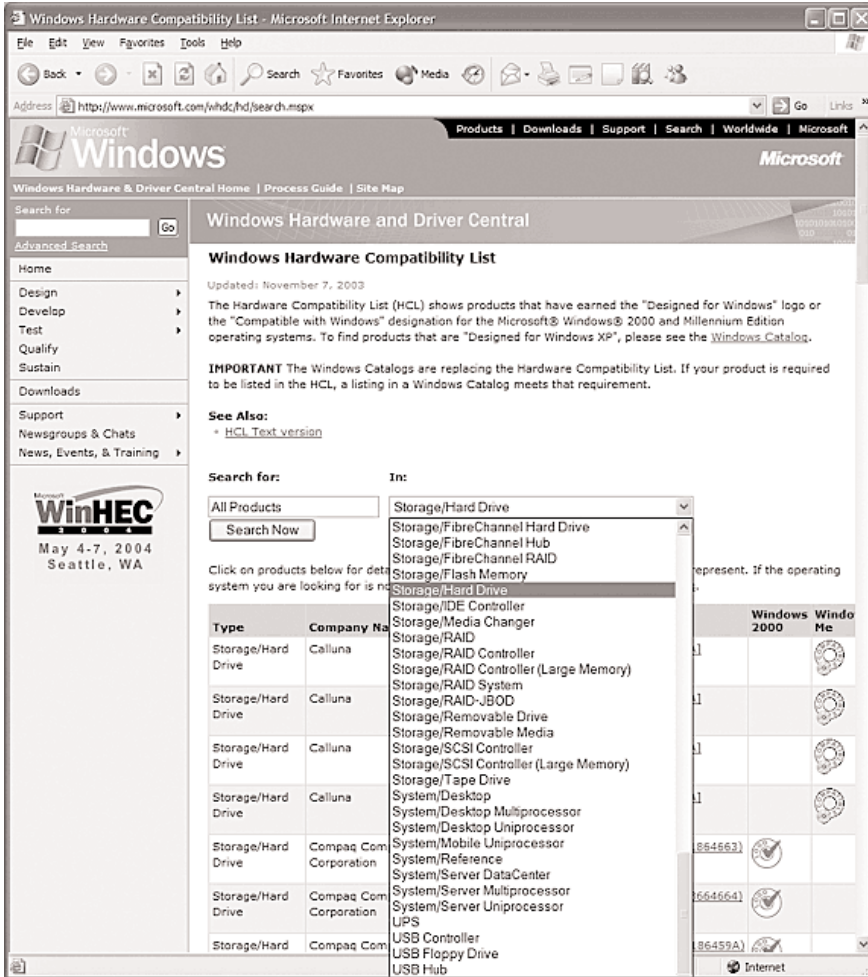 Windows Hardware Compatibility List - Microsoft Internet Explorer
File Edit View Favorites Tools Help
Back Search Favorites Media
Address http://www.microsoft.com/whdc/hcl/search.mspx Go Links
Products | Downloads | Support | Search | Worldwide | Microsoft
Microsoft
Windows
Microsoft
Windows Hardware & Driver Central Home | Process Guide | Site Map
Search for
Go
Advanced Search
Home
Design
Develop
Test
Qualify
Sustain
Downloads
Support
Newsgroups & Chats
News, Events, & Training
Microsoft
WinHEC
2004
May 4-7, 2004
Seattle, WA
Windows Hardware and Driver Central
Windows Hardware Compatibility List
Updated: November 7, 2003
The Hardware Compatibility List (HCL) shows products that have earned the "Designed for Windows" logo or
the "Compatible with Windows" designation for the Microsoft® Windows® 2000 and Millennium Edition
operating systems. To find products that are "Designed for Windows XP", please see the Windows Catalog.
IMPORTANT The Windows Catalogs are replacing the Hardware Compatibility List. If your product is required
to be listed in the HCL, a listing in a Windows Catalog meets that requirement.
See Also:
HCL Text version
Search for: In:
All Products Storage/Hard Drive
Search Now
Storage/FibreChannel Hard Drive
Storage/FibreChannel Hub
Storage/FibreChannel RAID
Storage/Flash Memory
Storage/Hard Drive
Storage/IDE Controller
Storage/Media Changer
Storage/RAID
Storage/RAID Controller
Storage/RAID Controller (Large Memory)
Storage/RAID System
Storage/RAID-JBOD
Storage/Removable Drive
Storage/Removable Media
Storage/SCSI Controller
Storage/SCSI Controller (Large Memory)
Storage/Tape Drive
System/Desktop
System/Desktop Multiprocessor
System/Desktop Uniprocessor
System/Mobile Uniprocessor
System/Reference
System/Server DataCenter
System/Server Multiprocessor
System/Server Uniprocessor
UPS
USB Controller
USB Floppy Drive
USB Hub
Click on products below for represent. If the operating
system you are looking for is
Type Company Windows 2000 Me
Storage/Hard Drive Calluna
Storage/Hard Drive Calluna
Storage/Hard Drive Calluna
Storage/Hard Drive Calluna
Storage/Hard Drive Compaq Corporation 864663)
Storage/Hard Drive Compaq Corporation 664664)
Storage/Hard Compaq 86459A)
Internet